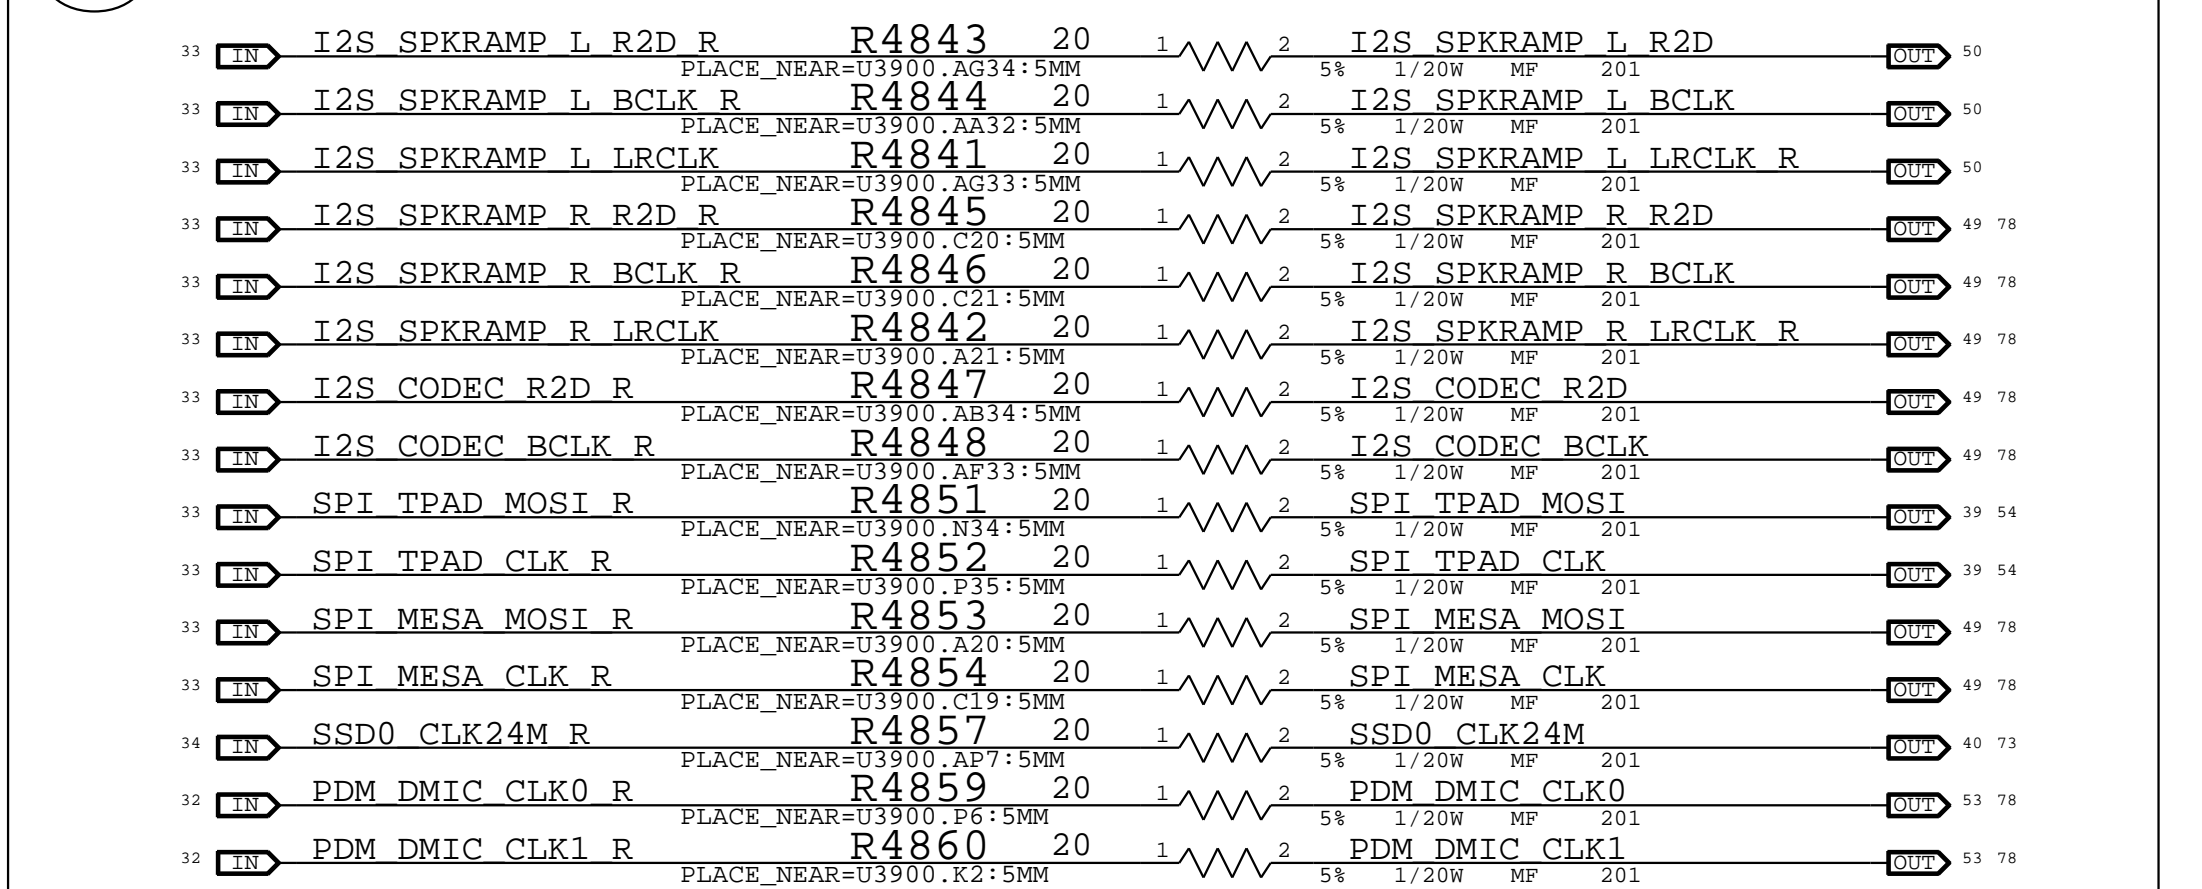 I2S_SPKRAMP_L_R2D_R R4843 20 1 2 I2S_SPKRAMP_L_R2D
33 IN OUT 50
PLACE_NEAR=U3900.AG34:5MM 5% 1/20W MF 201
I2S_SPKRAMP_L_BCLK_R R4844 20 1 2 I2S_SPKRAMP_L_BCLK
33 IN OUT 50
PLACE_NEAR=U3900.AA32:5MM 5% 1/20W MF 201
I2S_SPKRAMP_L_LRCLK R4841 20 1 2 I2S_SPKRAMP_L_LRCLK_R
33 IN OUT 50
PLACE_NEAR=U3900.AG33:5MM 5% 1/20W MF 201
I2S_SPKRAMP_R_R2D_R R4845 20 1 2 I2S_SPKRAMP_R_R2D
33 IN OUT 49 78
PLACE_NEAR=U3900.C20:5MM 5% 1/20W MF 201
I2S_SPKRAMP_R_BCLK_R R4846 20 1 2 I2S_SPKRAMP_R_BCLK
33 IN OUT 49 78
PLACE_NEAR=U3900.C21:5MM 5% 1/20W MF 201
I2S_SPKRAMP_R_LRCLK R4842 20 1 2 I2S_SPKRAMP_R_LRCLK_R
33 IN OUT 49 78
PLACE_NEAR=U3900.A21:5MM 5% 1/20W MF 201
I2S_CODEC_R2D_R R4847 20 1 2 I2S_CODEC_R2D
33 IN OUT 49 78
PLACE_NEAR=U3900.AB34:5MM 5% 1/20W MF 201
I2S_CODEC_BCLK_R R4848 20 1 2 I2S_CODEC_BCLK
33 IN OUT 49 78
PLACE_NEAR=U3900.AF33:5MM 5% 1/20W MF 201
SPI_TPAD_MOSI_R R4851 20 1 2 SPI_TPAD_MOSI
33 IN OUT 39 54
PLACE_NEAR=U3900.N34:5MM 5% 1/20W MF 201
SPI_TPAD_CLK_R R4852 20 1 2 SPI_TPAD_CLK
33 IN OUT 39 54
PLACE_NEAR=U3900.P35:5MM 5% 1/20W MF 201
SPI_MESA_MOSI_R R4853 20 1 2 SPI_MESA_MOSI
33 IN OUT 49 78
PLACE_NEAR=U3900.A20:5MM 5% 1/20W MF 201
SPI_MESA_CLK_R R4854 20 1 2 SPI_MESA_CLK
33 IN OUT 49 78
PLACE_NEAR=U3900.C19:5MM 5% 1/20W MF 201
SSD0_CLK24M_R R4857 20 1 2 SSD0_CLK24M
34 IN OUT 40 73
PLACE_NEAR=U3900.AP7:5MM 5% 1/20W MF 201
PDM_DMIC_CLK0_R R4859 20 1 2 PDM_DMIC_CLK0
32 IN OUT 53 78
PLACE_NEAR=U3900.P6:5MM 5% 1/20W MF 201
PDM_DMIC_CLK1_R R4860 20 1 2 PDM_DMIC_CLK1
32 IN OUT 53 78
PLACE_NEAR=U3900.K2:5MM 5% 1/20W MF 201